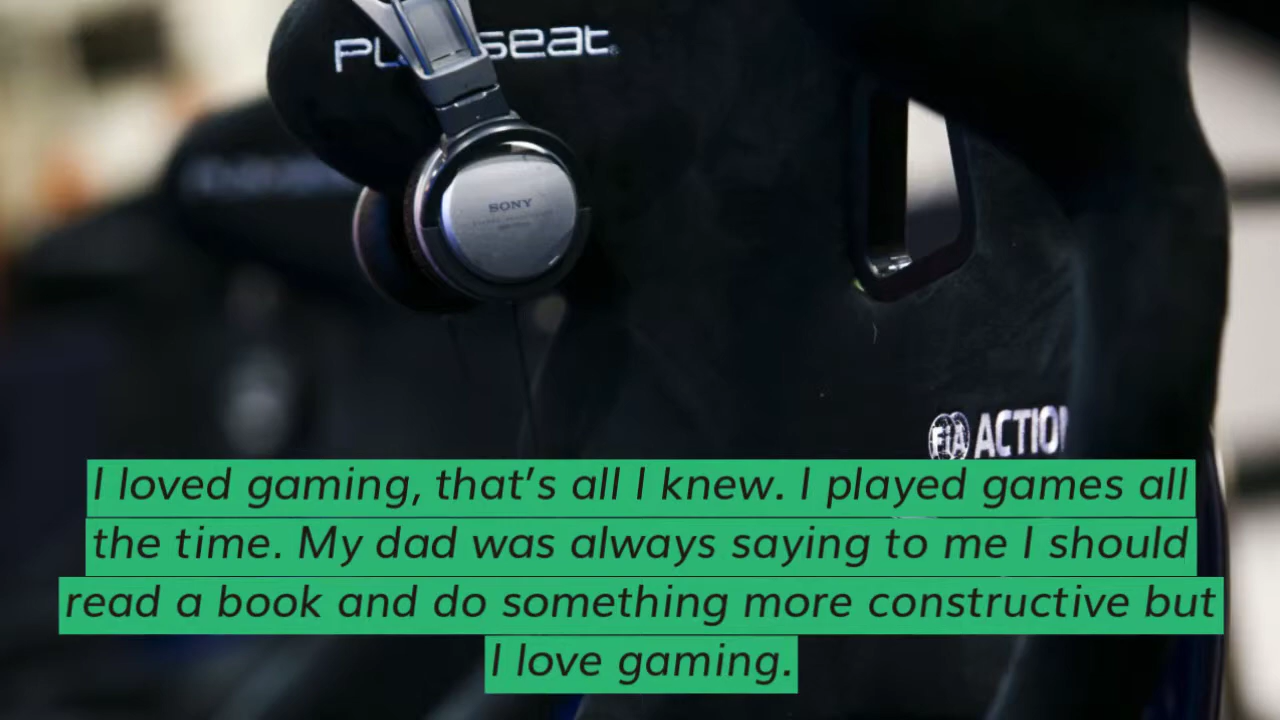 PL seat
SONY
FiA ACTION
I loved gaming, that's all I knew. I played games all
the time. My dad was always saying to me I should
read a book and do something more constructive but
I love gaming.